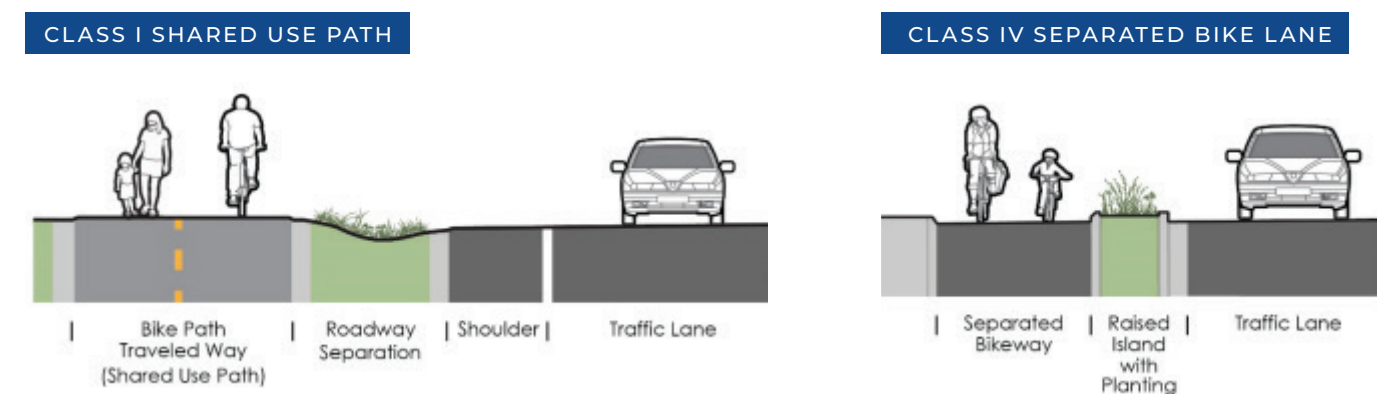 CLASS I SHARED USE PATH
Bike Path
Traveled Way
(Shared Use Path)
Roadway
Separation
Shoulder
Traffic Lane
CLASS IV SEPARATED BIKE LANE
Separated
Bikeway
Raised
Island
with
Planting
Traffic Lane